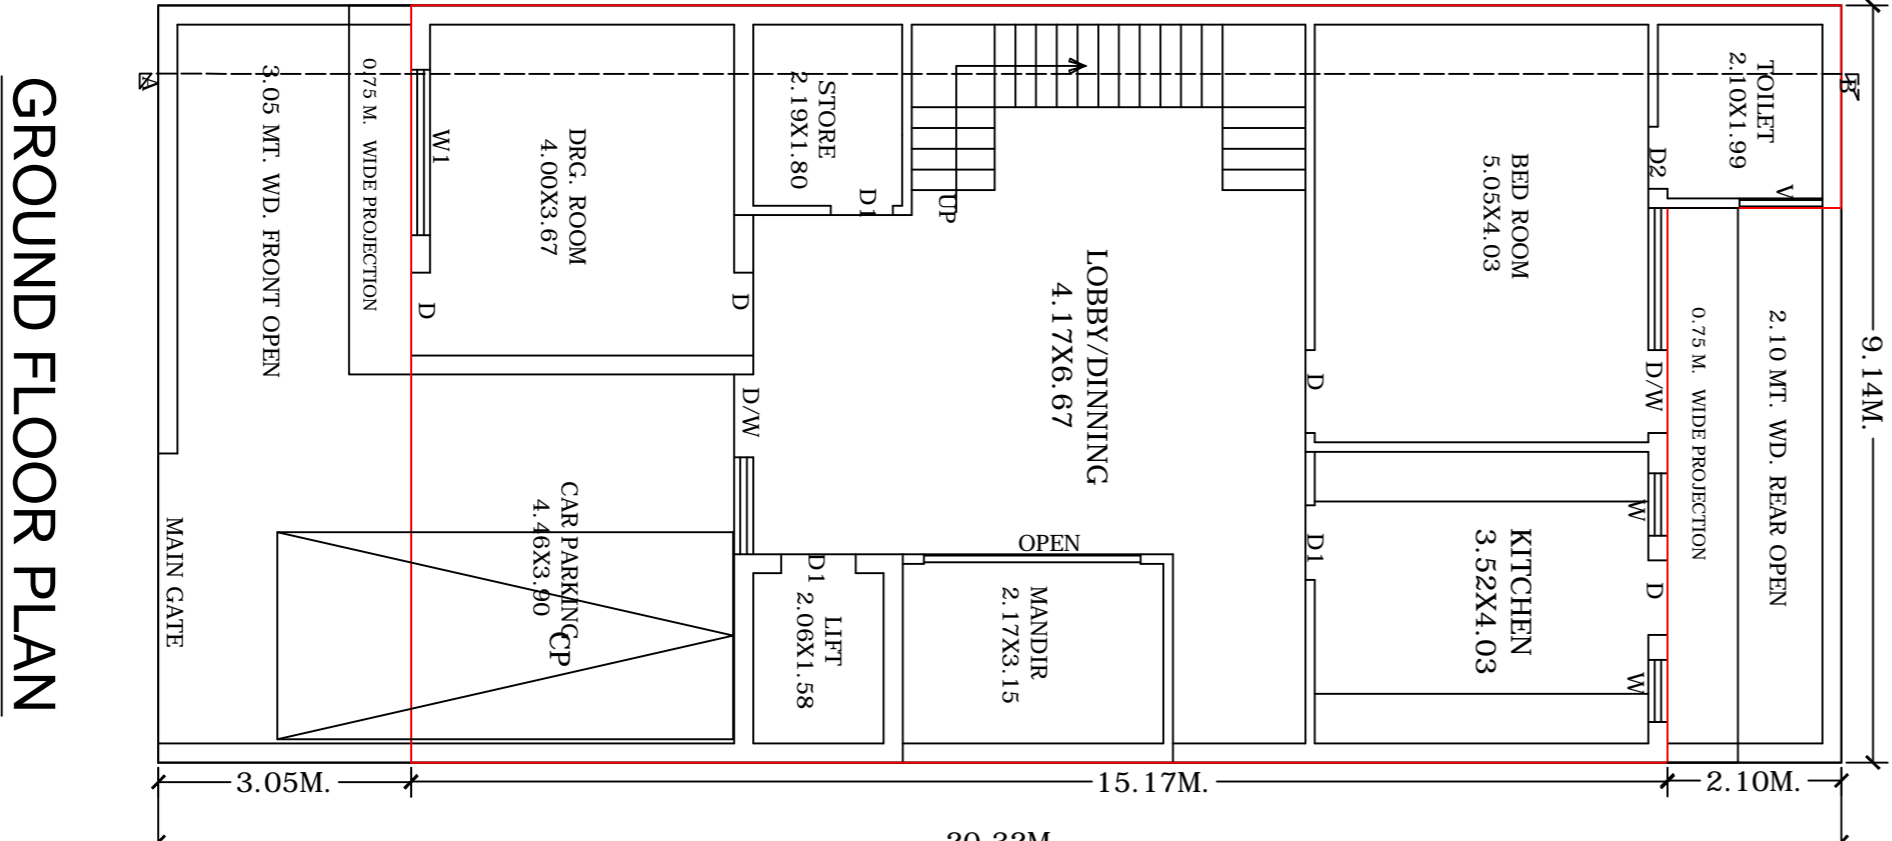 GROUND FLOOR PLAN
A
3.05 MT. WD. FRONT OPEN
0.75 M. WIDE PROJECTION
W1
DRG. ROOM
4.00X3.67
D
D
STORE
2.19X1.80
D1
UP
LOBBY/DINNING
4.17X6.67
BED ROOM
5.05X4.03
D
TOILET
2.10X1.99
D2
V
B
D/W
0.75 M. WIDE PROJECTION
2.10 MT. WD. REAR OPEN
9.14M.
D/W
MAIN GATE
CAR PARKING
4.46X3.90
CP
D1
LIFT
2.06X1.58
OPEN
MANDIR
2.17X3.15
D1
KITCHEN
3.52X4.03
W
D
W
3.05M.
15.17M.
2.10M.